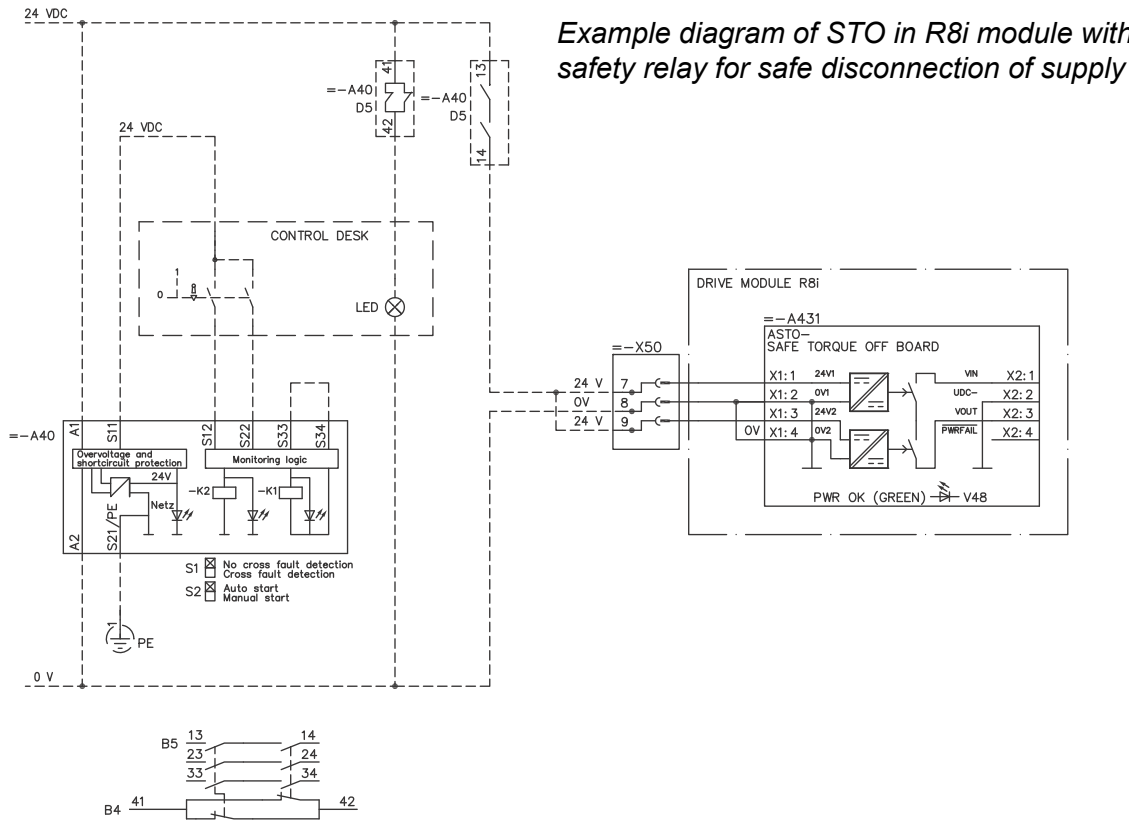 24 VDC
Example diagram of STO in R8i module with
safety relay for safe disconnection of supply
41
13
=-A40
D5
=-A40
D5
42
14
24 VDC
CONTROL DESK
1
0
LED
DRIVE MODULE R8i
=-A431
ASTO-
SAFE TORQUE OFF BOARD
=-X50
24 V 7
0V 8
24 V 9
X1:1 24V1 VIN X2:1
X1:2 0V1 UDC- X2:2
X1:3 24V2 VOUT X2:3
0V X1:4 0V2 PWRFAIL X2:4
PWR OK (GREEN) V48
=-A40
A1 S11 S12 S22 S33 S34
Overvoltage and
shortcircuit protection
Monitoring logic
24V
-K2
-K1
Netz
A2
S21/PE
S1 No cross fault detection
Cross fault detection
S2 Auto start
Manual start
1
PE
0 V
B5 13 14
23 24
33 34
B4 41 42